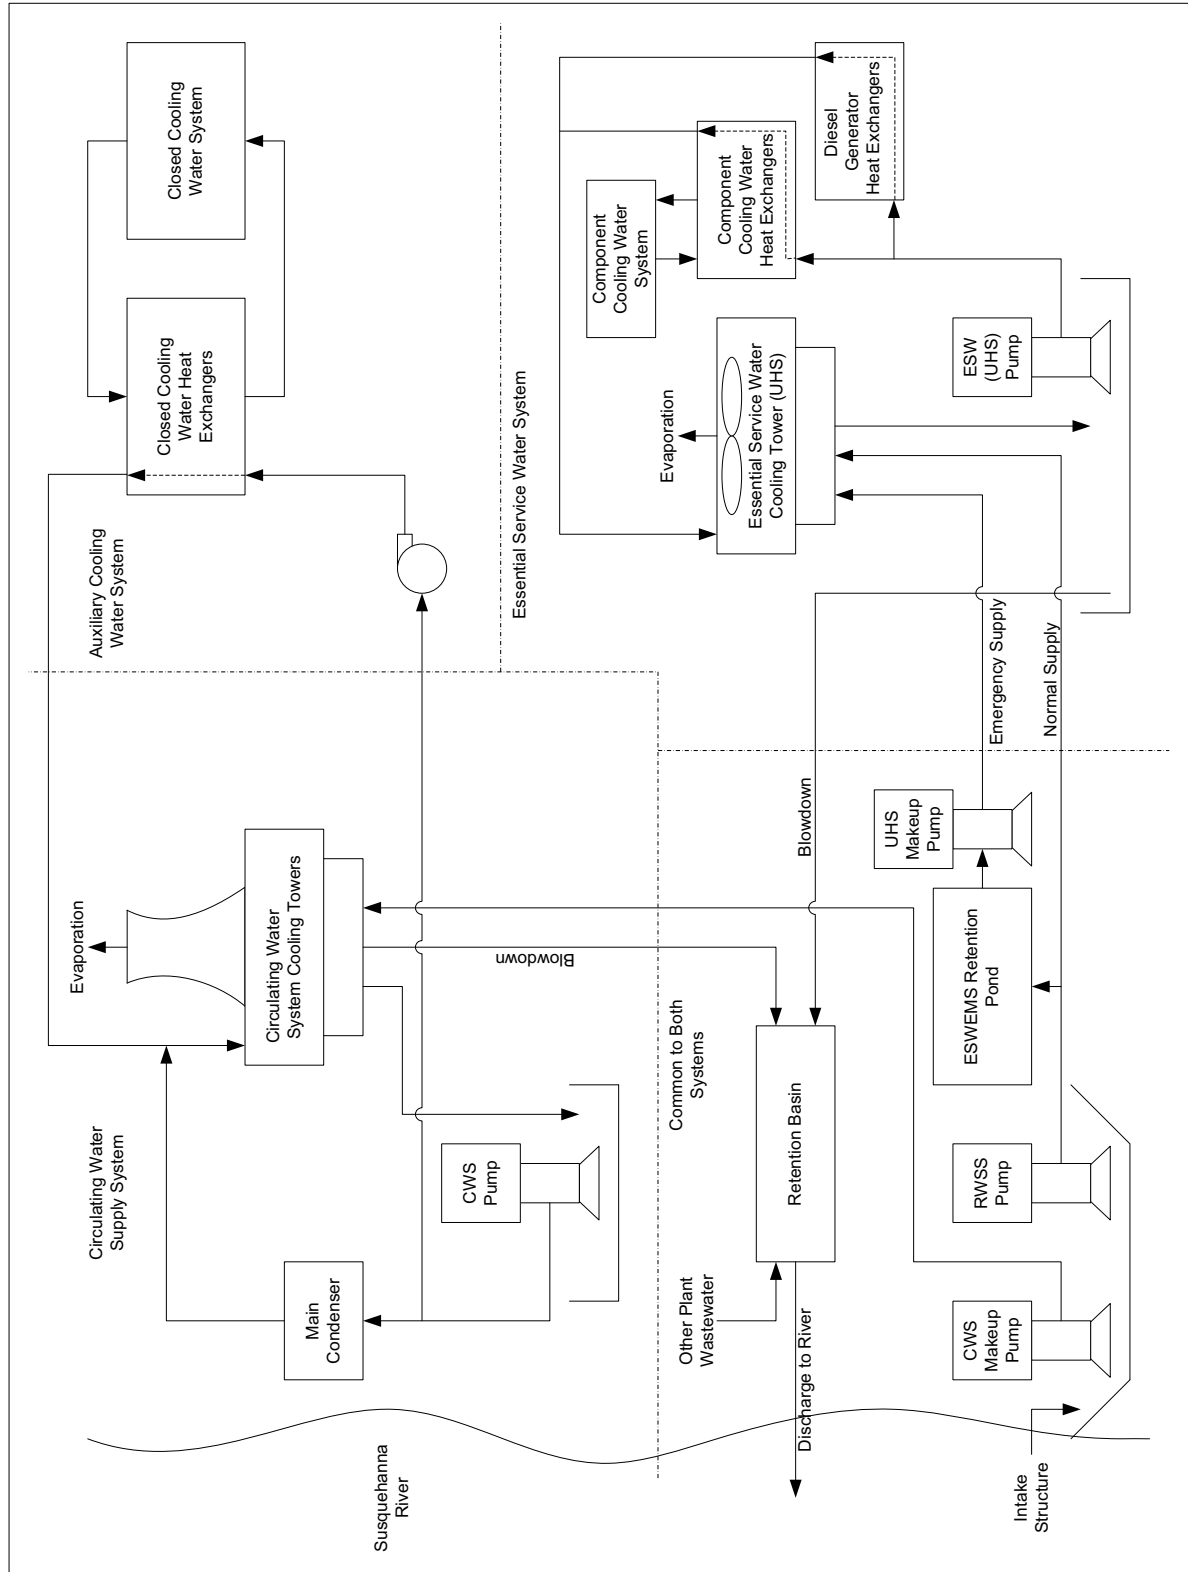 Susquehanna
River
Circulating Water
Supply System
Main
Condenser
CWS
Pump
Evaporation
Circulating Water
System Cooling Towers
Blowdown
Auxiliary Cooling
Water System
Closed Cooling
Water Heat
Exchangers
Closed Cooling
Water System
Common to Both
Systems
Other Plant
Wastewater
Retention Basin
Discharge to River
Blowdown
Intake
Structure
CWS
Makeup
Pump
RWSS
Pump
ESWEMS Retention
Pond
UHS
Makeup
Pump
Emergency Supply
Normal Supply
Essential Service Water System
Evaporation
Essential Service Water
Cooling Tower (UHS)
Component
Cooling Water
System
Component
Cooling Water
Heat Exchangers
Diesel
Generator
Heat Exchangers
ESW
(UHS)
Pump